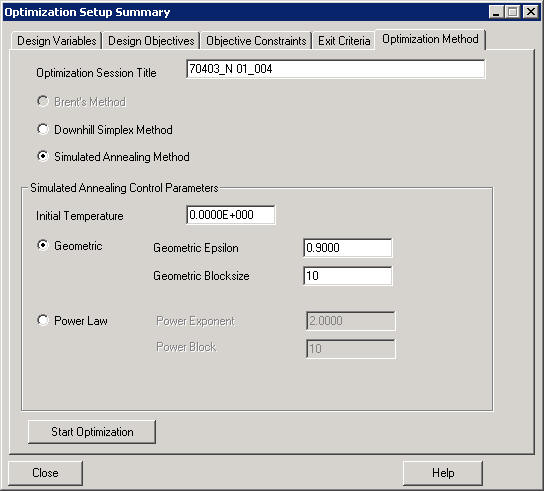 Optimization Setup Summary
Design Variables Design Objectives Objective Constraints Exit Criteria Optimization Method
Optimization Session Title 70403_N 01_004
Brent's Method
Downhill Simplex Method
Simulated Annealing Method
Simulated Annealing Control Parameters
Initial Temperature 0.0000E+000
Geometric Geometric Epsilon 0.9000
Geometric Blocksize 10
Power Law Power Exponent 2.0000
Power Block 10
Start Optimization
Close Help